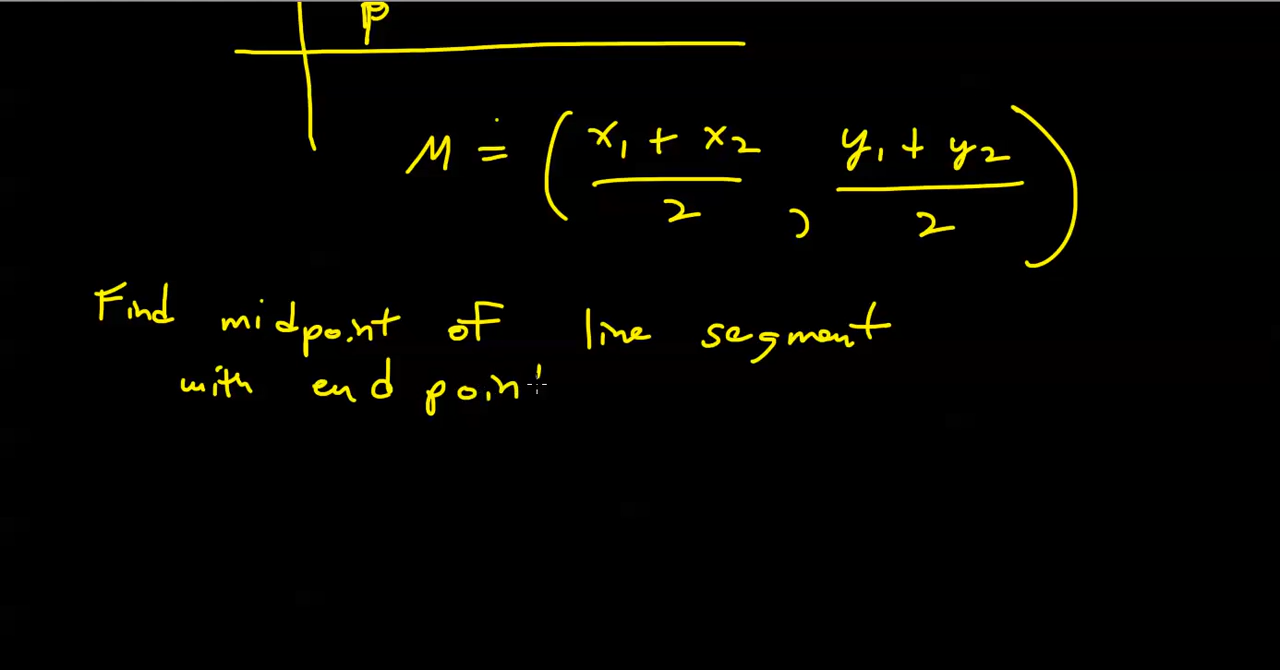 P
M = ( x₁ + x₂ / 2 , y₁ + y₂ / 2 )
Find midpoint of line segment
with end point